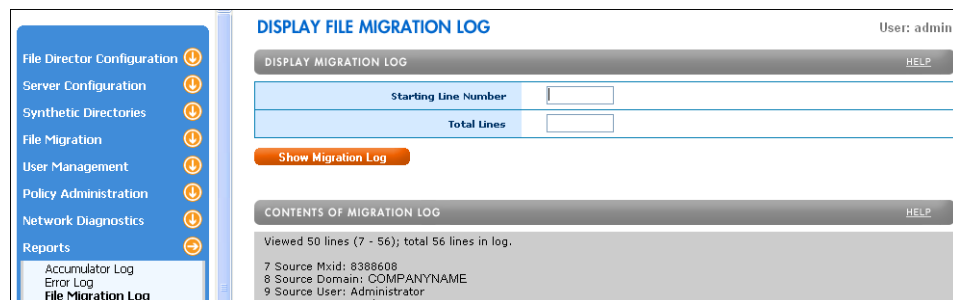 DISPLAY FILE MIGRATION LOG
User: admin
File Director Configuration
Server Configuration
Synthetic Directories
File Migration
User Management
Policy Administration
Network Diagnostics
Reports
Accumulator Log
Error Log
File Migration Log
DISPLAY MIGRATION LOG
HELP
Starting Line Number
Total Lines
Show Migration Log
CONTENTS OF MIGRATION LOG
HELP
Viewed 50 lines (7 - 56); total 56 lines in log.
7 Source Mxid: 8388608
8 Source Domain: COMPANYNAME
9 Source User: Administrator